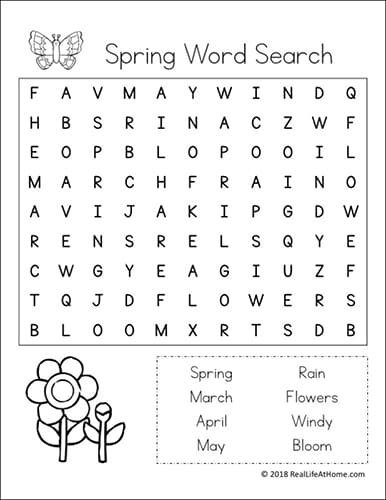 Spring Word Search
F A V M A Y W I N D Q
H B S R I N A C Z W F
E O P B L O P O O I L
M A R C H F R A I N O
A V I J A K I P G D W
R E N S R E L S Q Y E
C W G Y E A G I U Z F
T Q J D F L O W E R S
B L O O M X R T S D B
Spring Rain
March Flowers
April Windy
May Bloom
© 2018 RealLifeAtHome.com